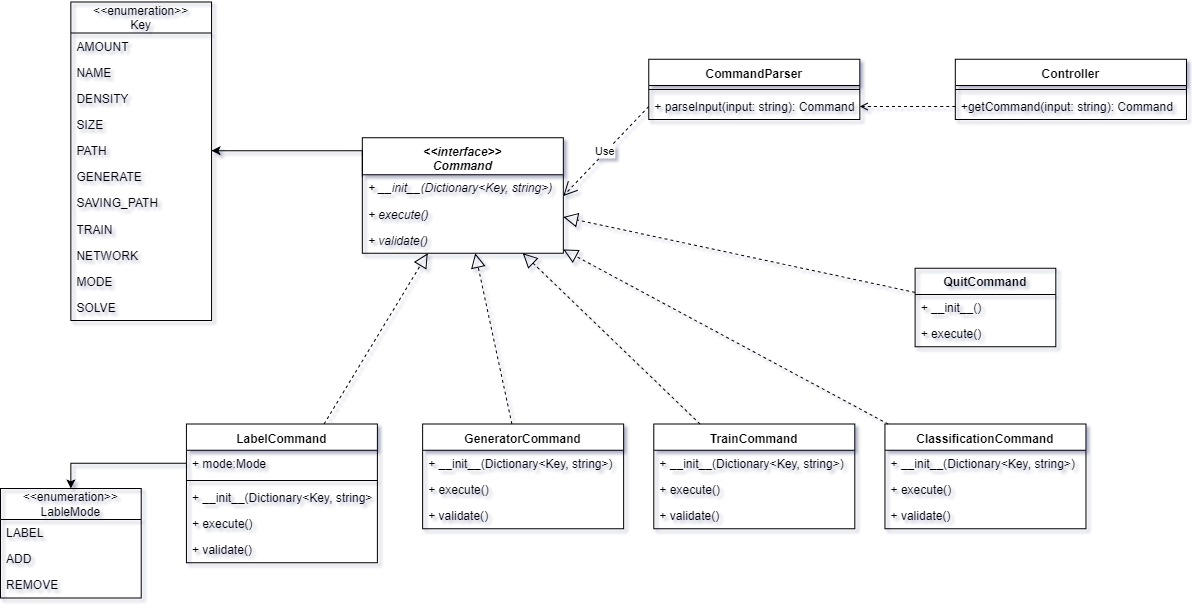 <<enumeration>>
Key
AMOUNT
NAME
DENSITY
SIZE
PATH
GENERATE
SAVING_PATH
TRAIN
NETWORK
MODE
SOLVE
CommandParser
+ parseInput(input: string): Command
Controller
+getCommand(input: string): Command
Use
<<interface>>
Command
+ __init__(Dictionary<Key, string>)
+ execute()
+ validate()
QuitCommand
+ __init__()
+ execute()
LabelCommand
+ mode:Mode
+ __init__(Dictionary<Key, string>
+ execute()
+ validate()
GeneratorCommand
+ __init__(Dictionary<Key, string>)
+ execute()
+ validate()
TrainCommand
+ __init__(Dictionary<Key, string>)
+ execute()
+ validate()
ClassificationCommand
+ __init__(Dictionary<Key, string>)
+ execute()
+ validate()
<<enumeration>>
LableMode
LABEL
ADD
REMOVE